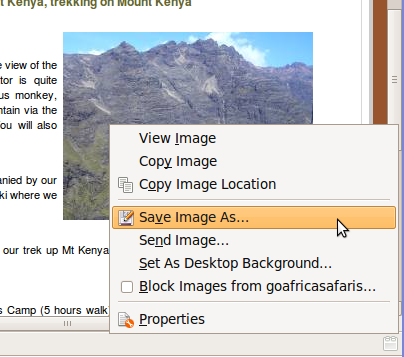 t Kenya, trekking on Mount Kenya
e view of the
tor is quite
us monkey,
ntain via the
ou will also
anied by our
ki where we
our trek up Mt Kenya
s Camp (5 hours walk)
View Image
Copy Image
Copy Image Location
Save Image As...
Send Image...
Set As Desktop Background...
Block Images from goafricasafaris...
Properties